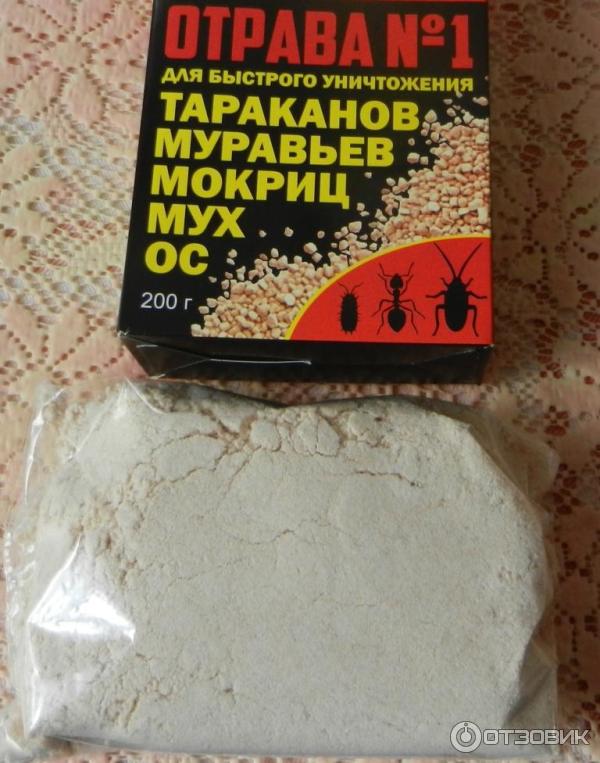 ОТРАВА №1
ДЛЯ БЫСТРОГО УНИЧТОЖЕНИЯ
ТАРАКАНОВ
МУРАВЬЕВ
МОКРИЦ
МУХ
ОС
200 г
ОТЗОВИК